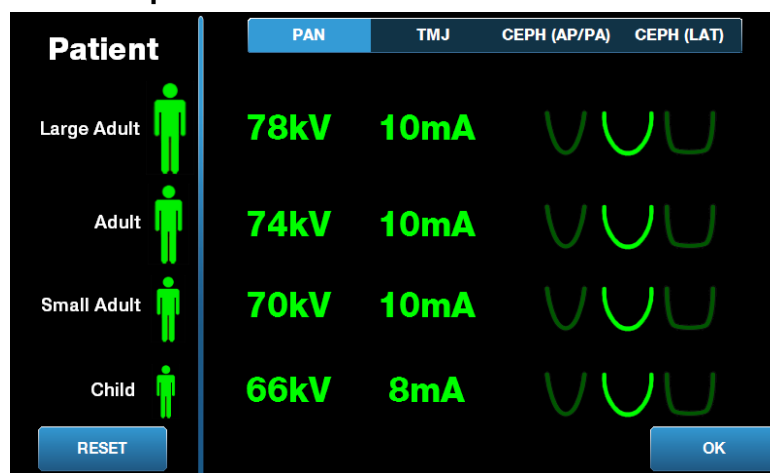 Patient
PAN TMJ CEPH (AP/PA) CEPH (LAT)
Large Adult 78kV 10mA
Adult 74kV 10mA
Small Adult 70kV 10mA
Child 66kV 8mA
RESET OK